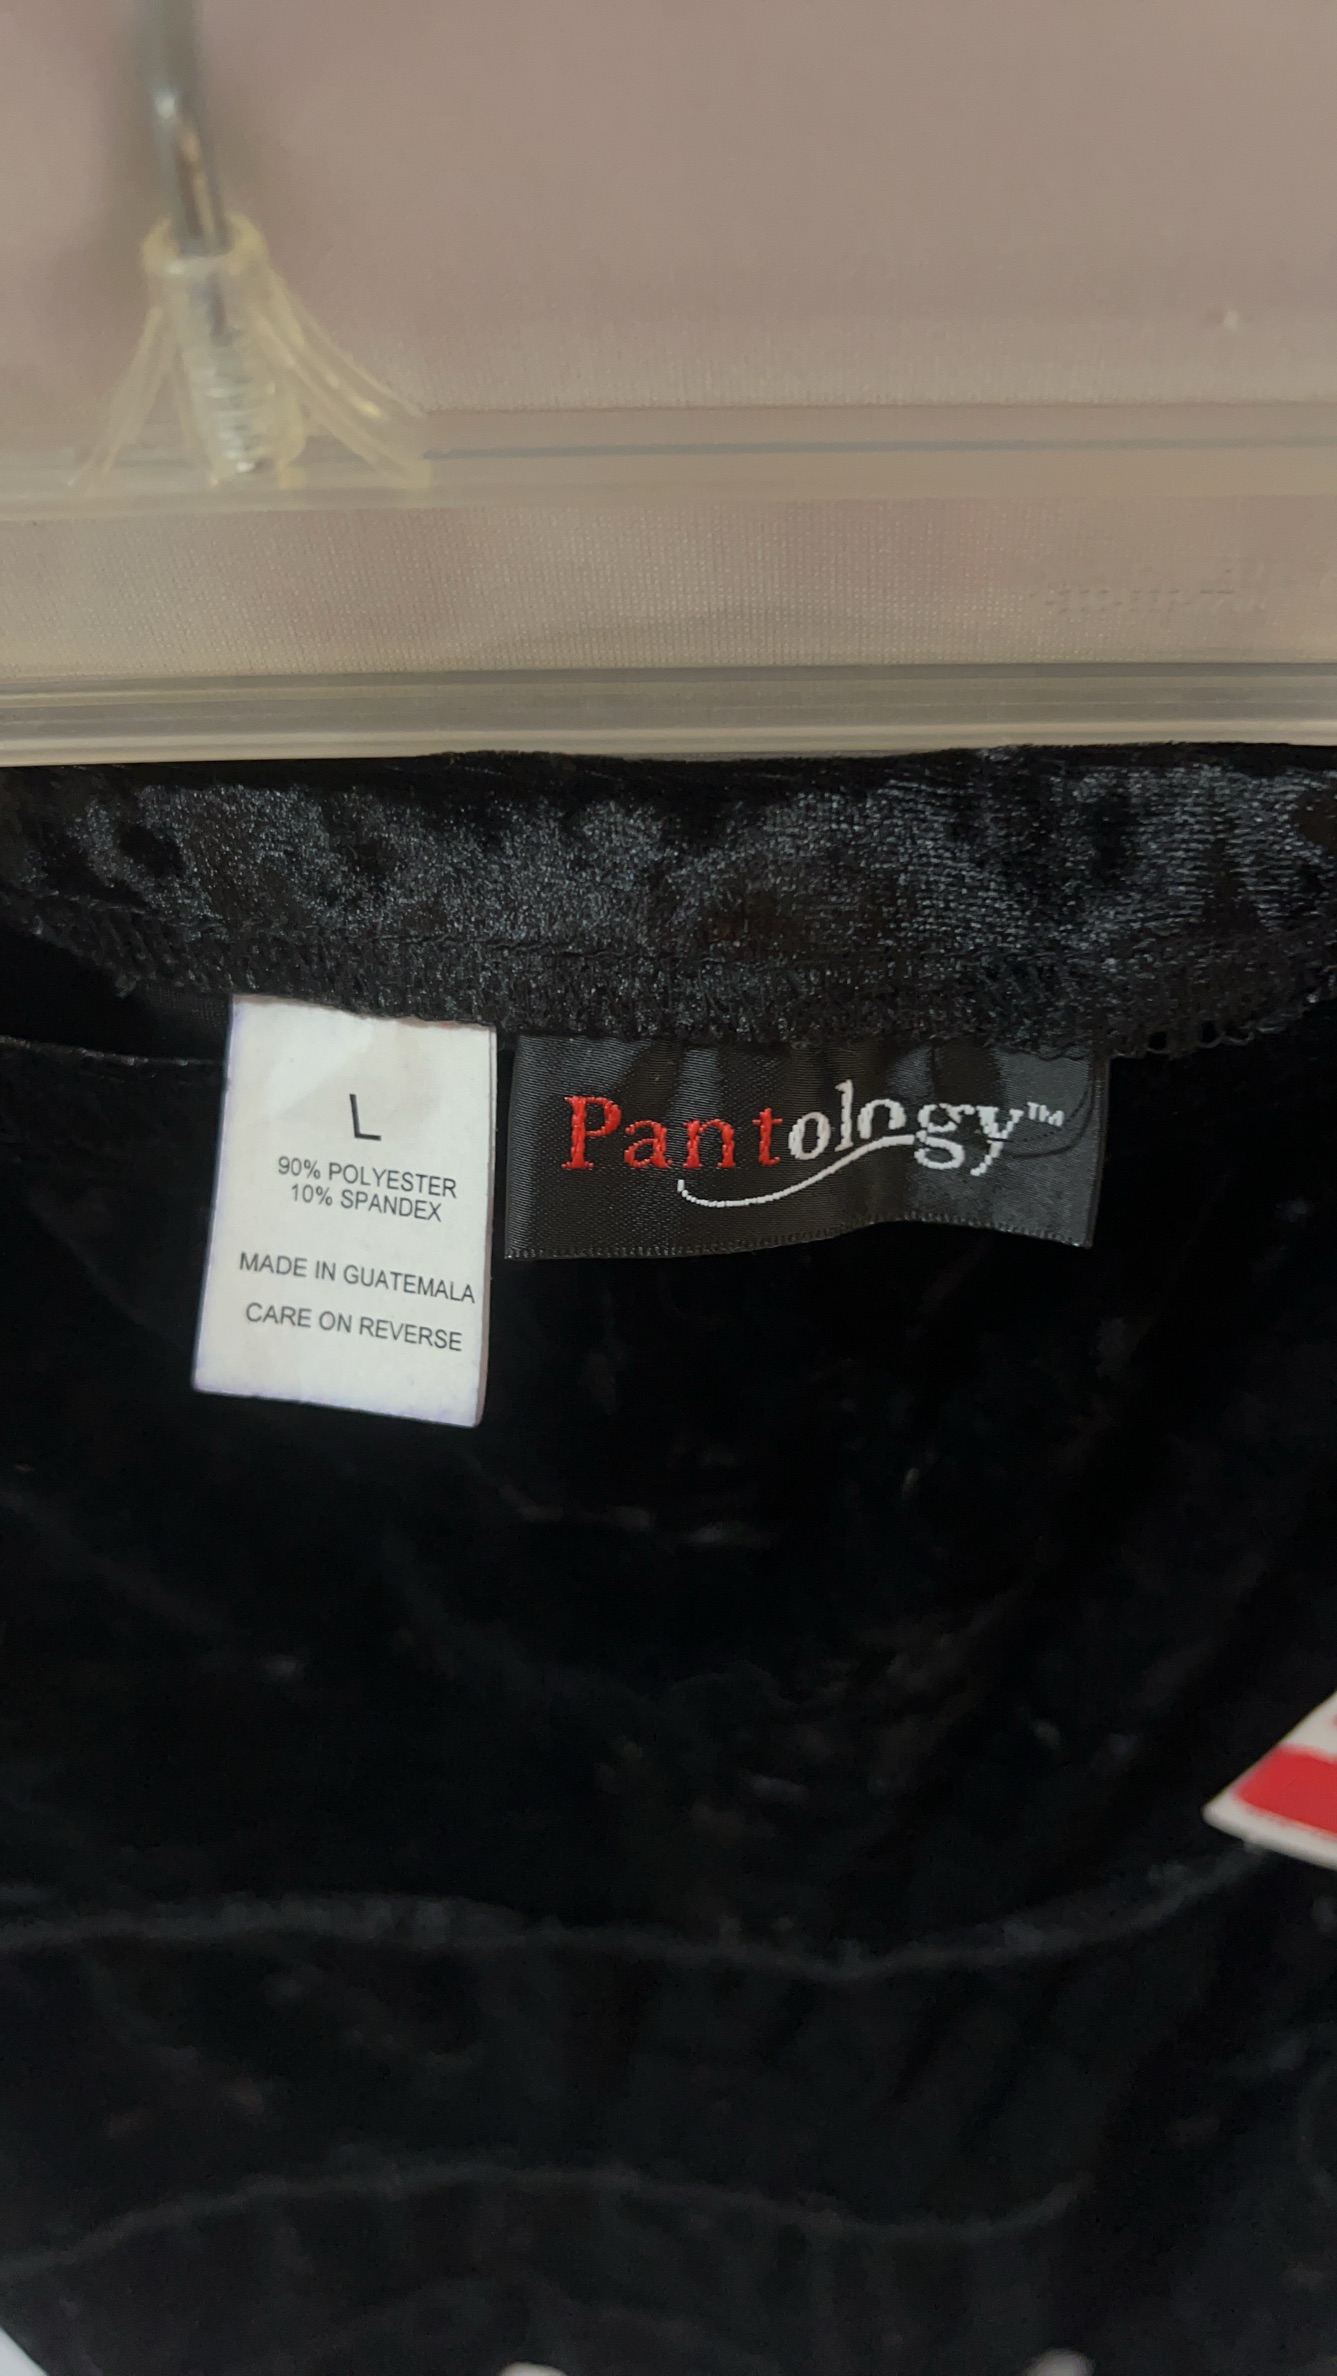 L
90% POLYESTER
10% SPANDEX
MADE IN GUATEMALA
CARE ON REVERSE
Pantology™